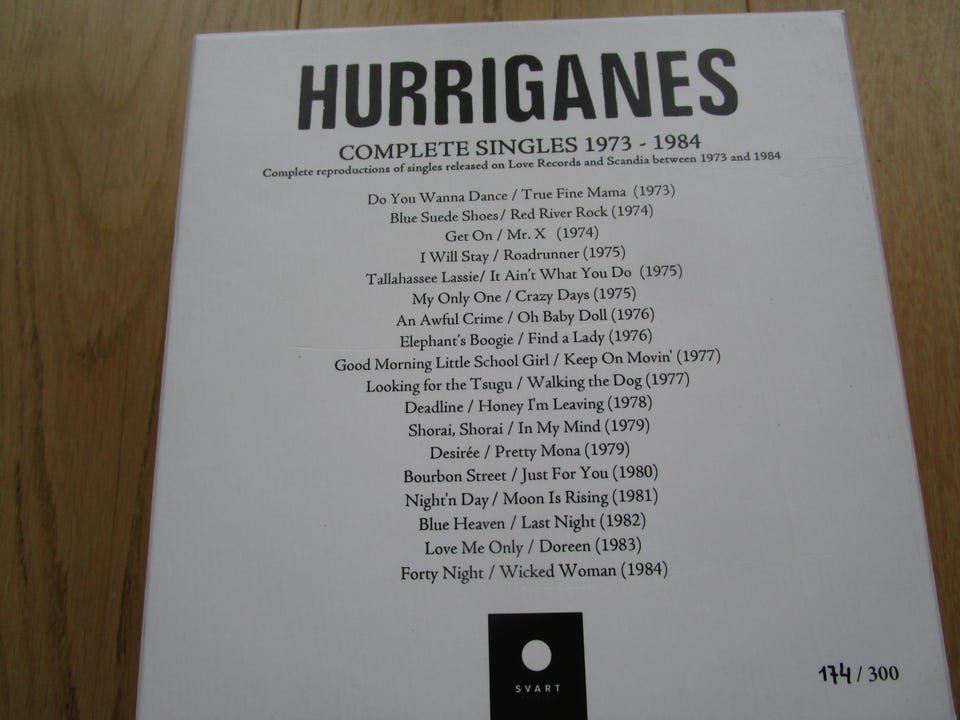 HURRIGANES
COMPLETE SINGLES 1973 - 1984
Complete reproductions of singles released on Love Records and Scandia between 1973 and 1984
Do You Wanna Dance / True Fine Mama (1973)
Blue Suede Shoes/ Red River Rock (1974)
Get On / Mr. X (1974)
I Will Stay / Roadrunner (1975)
Tallahassee Lassie/ It Ain't What You Do (1975)
My Only One / Crazy Days (1975)
An Awful Crime / Oh Baby Doll (1976)
Elephant's Boogie / Find a Lady (1976)
Good Morning Little School Girl / Keep On Movin' (1977)
Looking for the Tsugu / Walking the Dog (1977)
Deadline / Honey I'm Leaving (1978)
Shorai, Shorai / In My Mind (1979)
Desirée / Pretty Mona (1979)
Bourbon Street / Just For You (1980)
Night'n Day / Moon Is Rising (1981)
Blue Heaven / Last Night (1982)
Love Me Only / Doreen (1983)
Forty Night / Wicked Woman (1984)
SVART
174 / 300